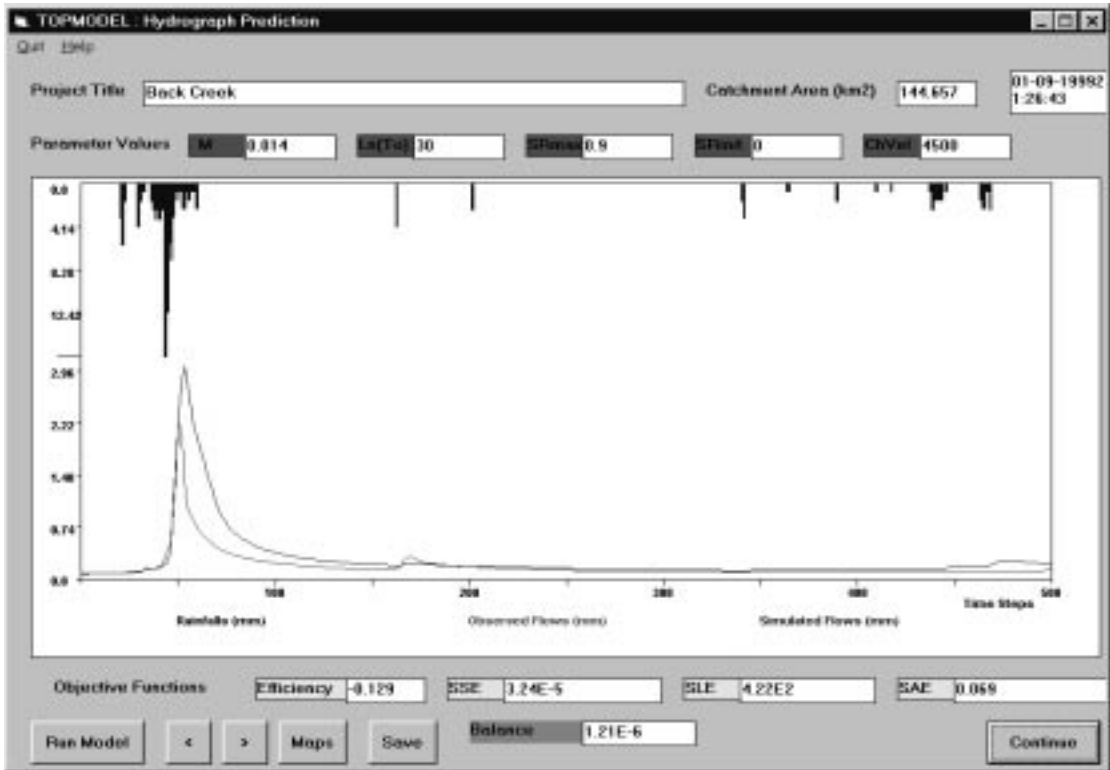 TOPMODEL : Hydrograph Prediction
Quit Help
Project Title Back Creek Catchment Area (km2) 144.657 01-09-19992
1:26:43
Parameter Values M 0.014 Ln(To) 30 SRmax 0.9 SRinit 0 ChVel 4500
0.0
4.14
8.28
12.42
2.96
2.22
1.48
0.74
0.0
100 200 300 400 500
Time Steps
Rainfalls (mm) Observed Flows (mm) Simulated Flows (mm)
Objective Functions Efficiency -0.129 SSE 3.24E-5 SLE 4.22E2 SAE 0.069
Run Model < > Maps Save Balance 1.21E-6 Continue